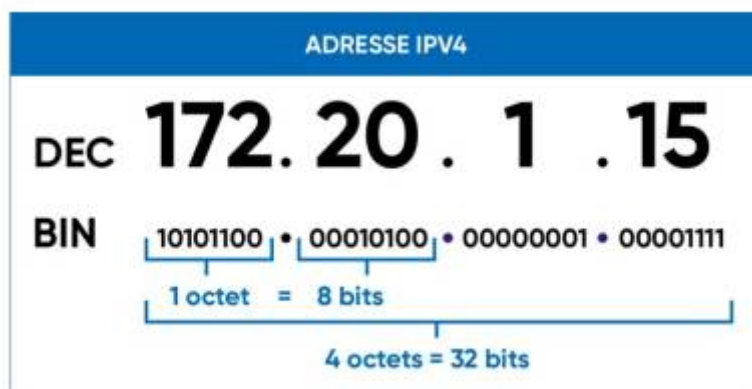 ADRESSE IPV4
DEC 172. 20 . 1 .15
BIN 10101100 • 00010100 • 00000001 • 00001111
1 octet = 8 bits
4 octets = 32 bits